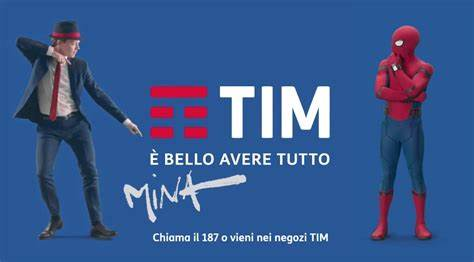 TIM
È BELLO AVERE TUTTO
MINA
Chiama il 187 o vieni nei negozi TIM